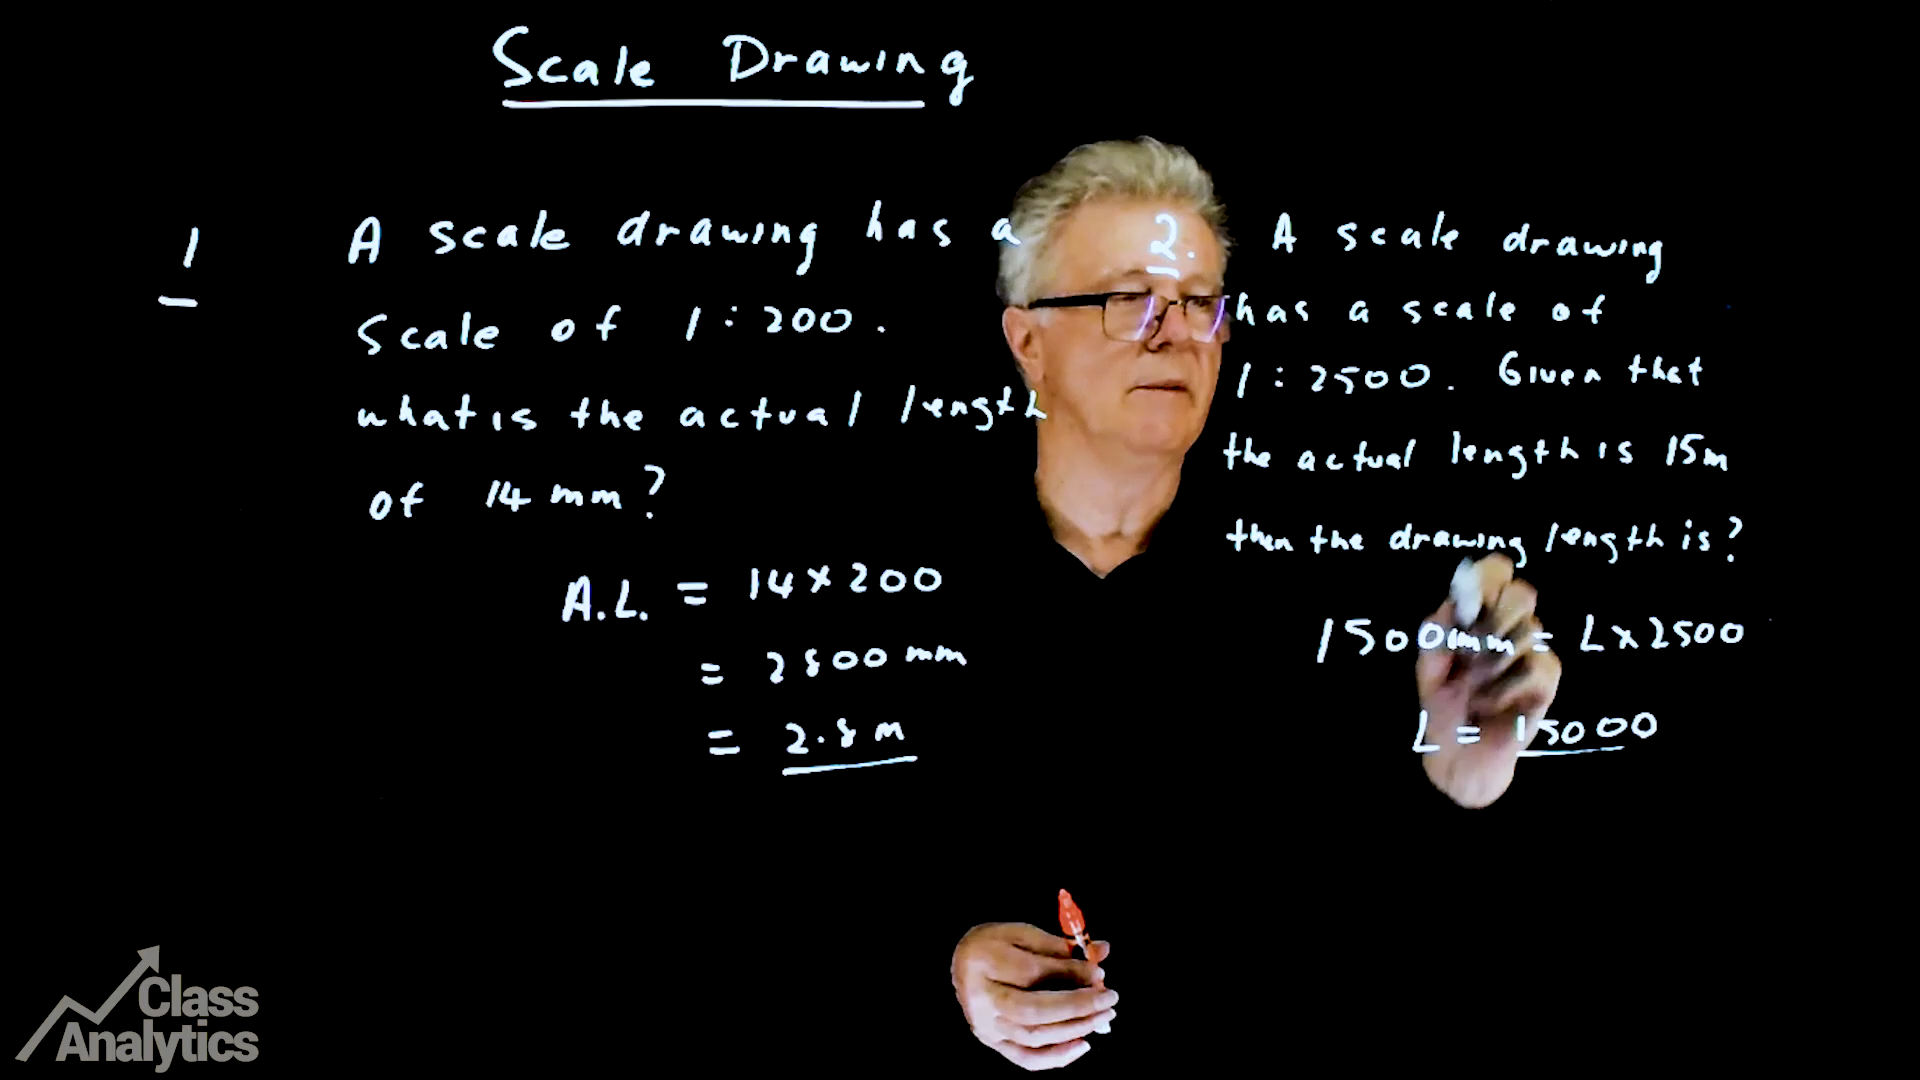 Scale Drawing
1
A scale drawing has a
Scale of 1 : 200.
what is the actual length
of 14 mm?
A.L. = 14 × 200
= 2800 mm
= 2.8 m
2. A scale drawing
has a scale of
1 : 2500. Given that
the actual length is 15m
then the drawing length is?
1500mm = L × 2500
L = 15000
Class
Analytics